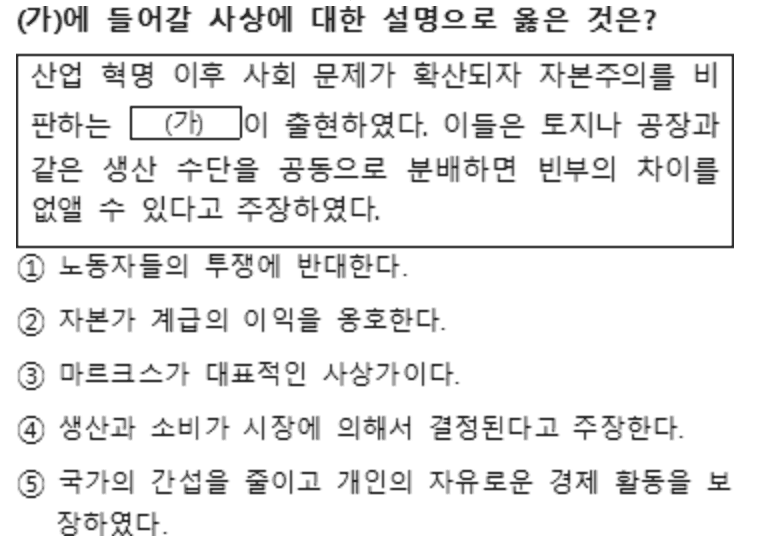 (가)에 들어갈 사상에 대한 설명으로 옳은 것은?
산업 혁명 이후 사회 문제가 확산되자 자본주의를 비
판하는 (가) 이 출현하였다. 이들은 토지나 공장과
같은 생산 수단을 공동으로 분배하면 빈부의 차이를
없앨 수 있다고 주장하였다.
① 노동자들의 투쟁에 반대한다.
② 자본가 계급의 이익을 옹호한다.
③ 마르크스가 대표적인 사상가이다.
④ 생산과 소비가 시장에 의해서 결정된다고 주장한다.
⑤ 국가의 간섭을 줄이고 개인의 자유로운 경제 활동을 보
장하였다.